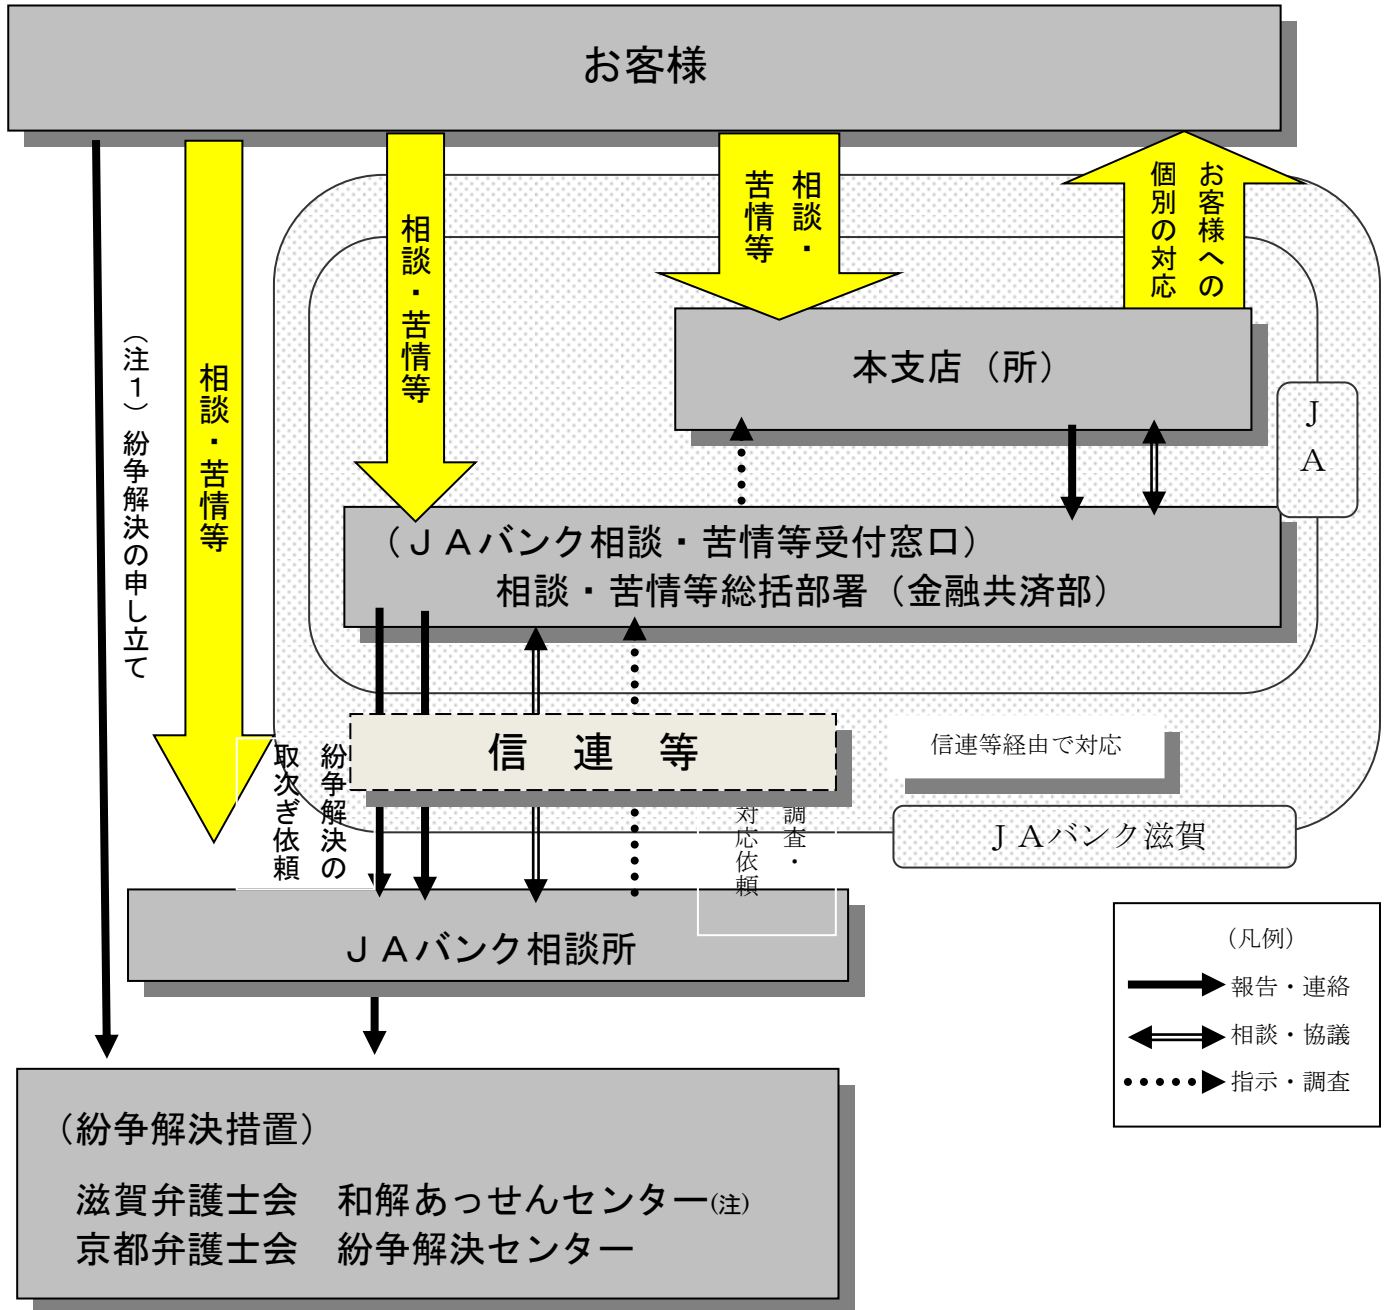 お客様
相談・苦情等
相談・
苦情等
お客様への
個別の対応
(注1)紛争解決の申し立て
相談・苦情等
本支店(所)
JA
(JAバンク相談・苦情等受付窓口)
相談・苦情等総括部署(金融共済部)
信 連 等
信連等経由で対応
紛争解決の
取次ぎ依頼
調査・
対応依頼
JAバンク滋賀
JAバンク相談所
(凡例)
報告・連絡
相談・協議
指示・調査
(紛争解決措置)
滋賀弁護士会 和解あっせんセンター(注)
京都弁護士会 紛争解決センター